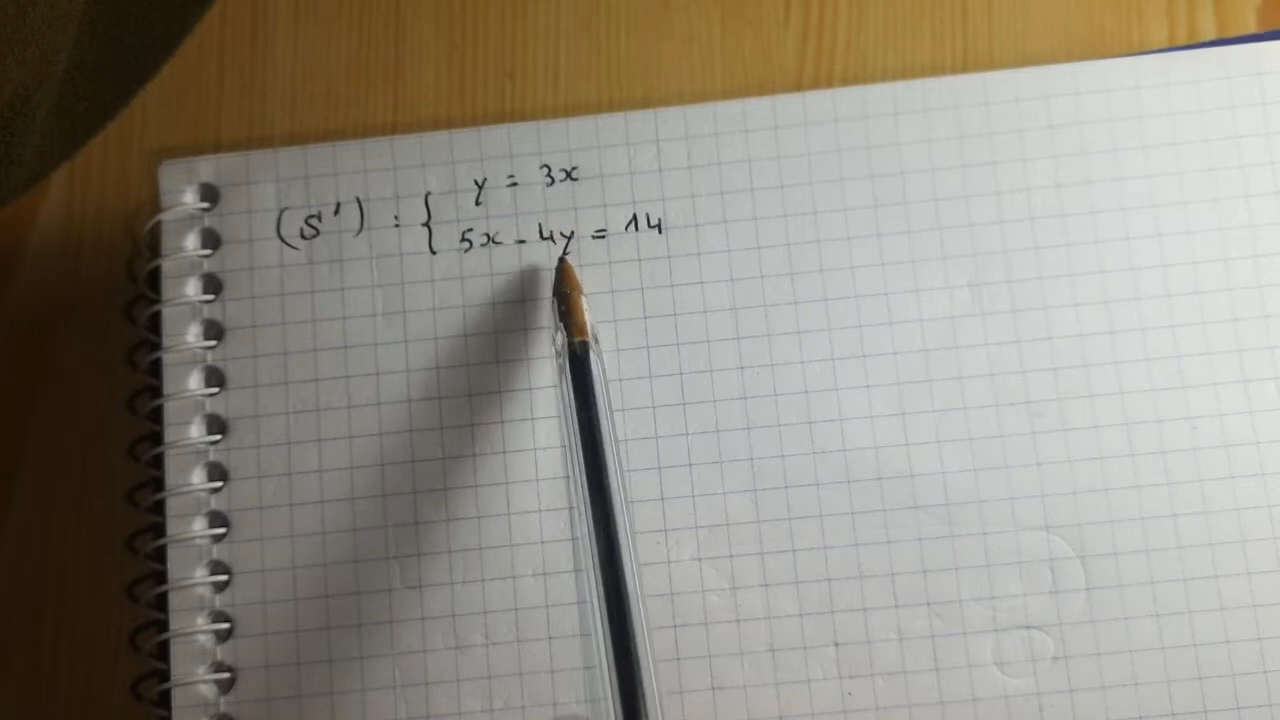 (S') : { y = 3x
5x - 4y = 14